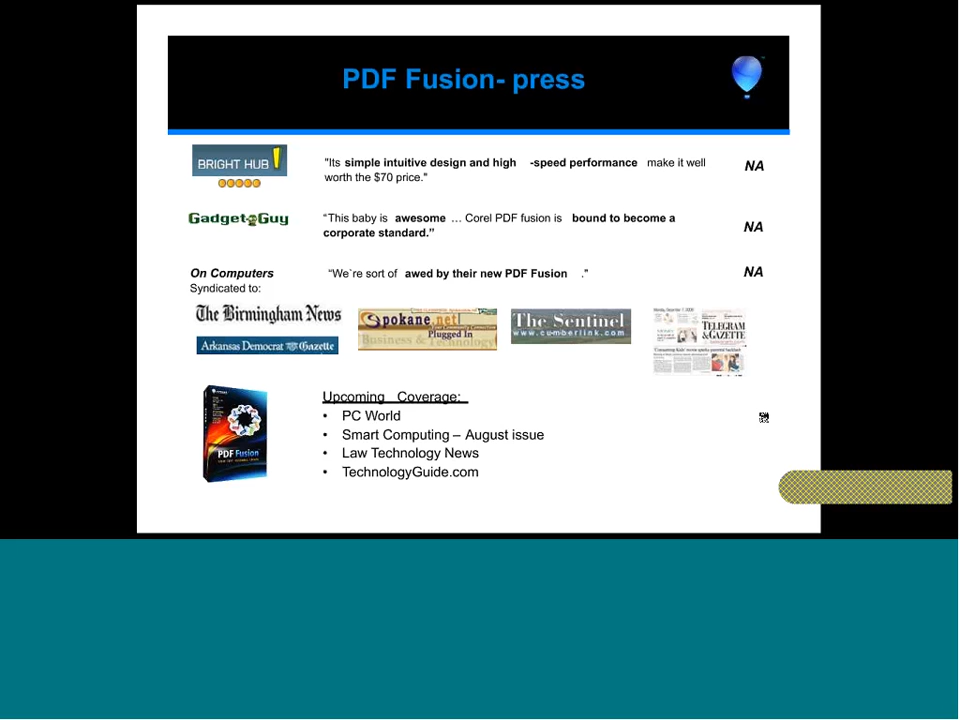 PDF Fusion- press
BRIGHT HUB!
"Its simple intuitive design and high -speed performance make it well
worth the $70 price."
NA
Gadget Guy
“This baby is awesome … Corel PDF fusion is bound to become a
corporate standard.”
NA
On Computers
“We`re sort of awed by their new PDF Fusion ."
NA
Syndicated to:
The Birmingham News
Spokane.net
Your Community Connection
Plugged In
Business & Technology
The Sentinel
www.cumberlink.com
TELEGRAM
& GAZETTE
Arkansas Democrat Gazette
PDF Fusion
Upcoming Coverage:
• PC World
• Smart Computing – August issue
• Law Technology News
• TechnologyGuide.com